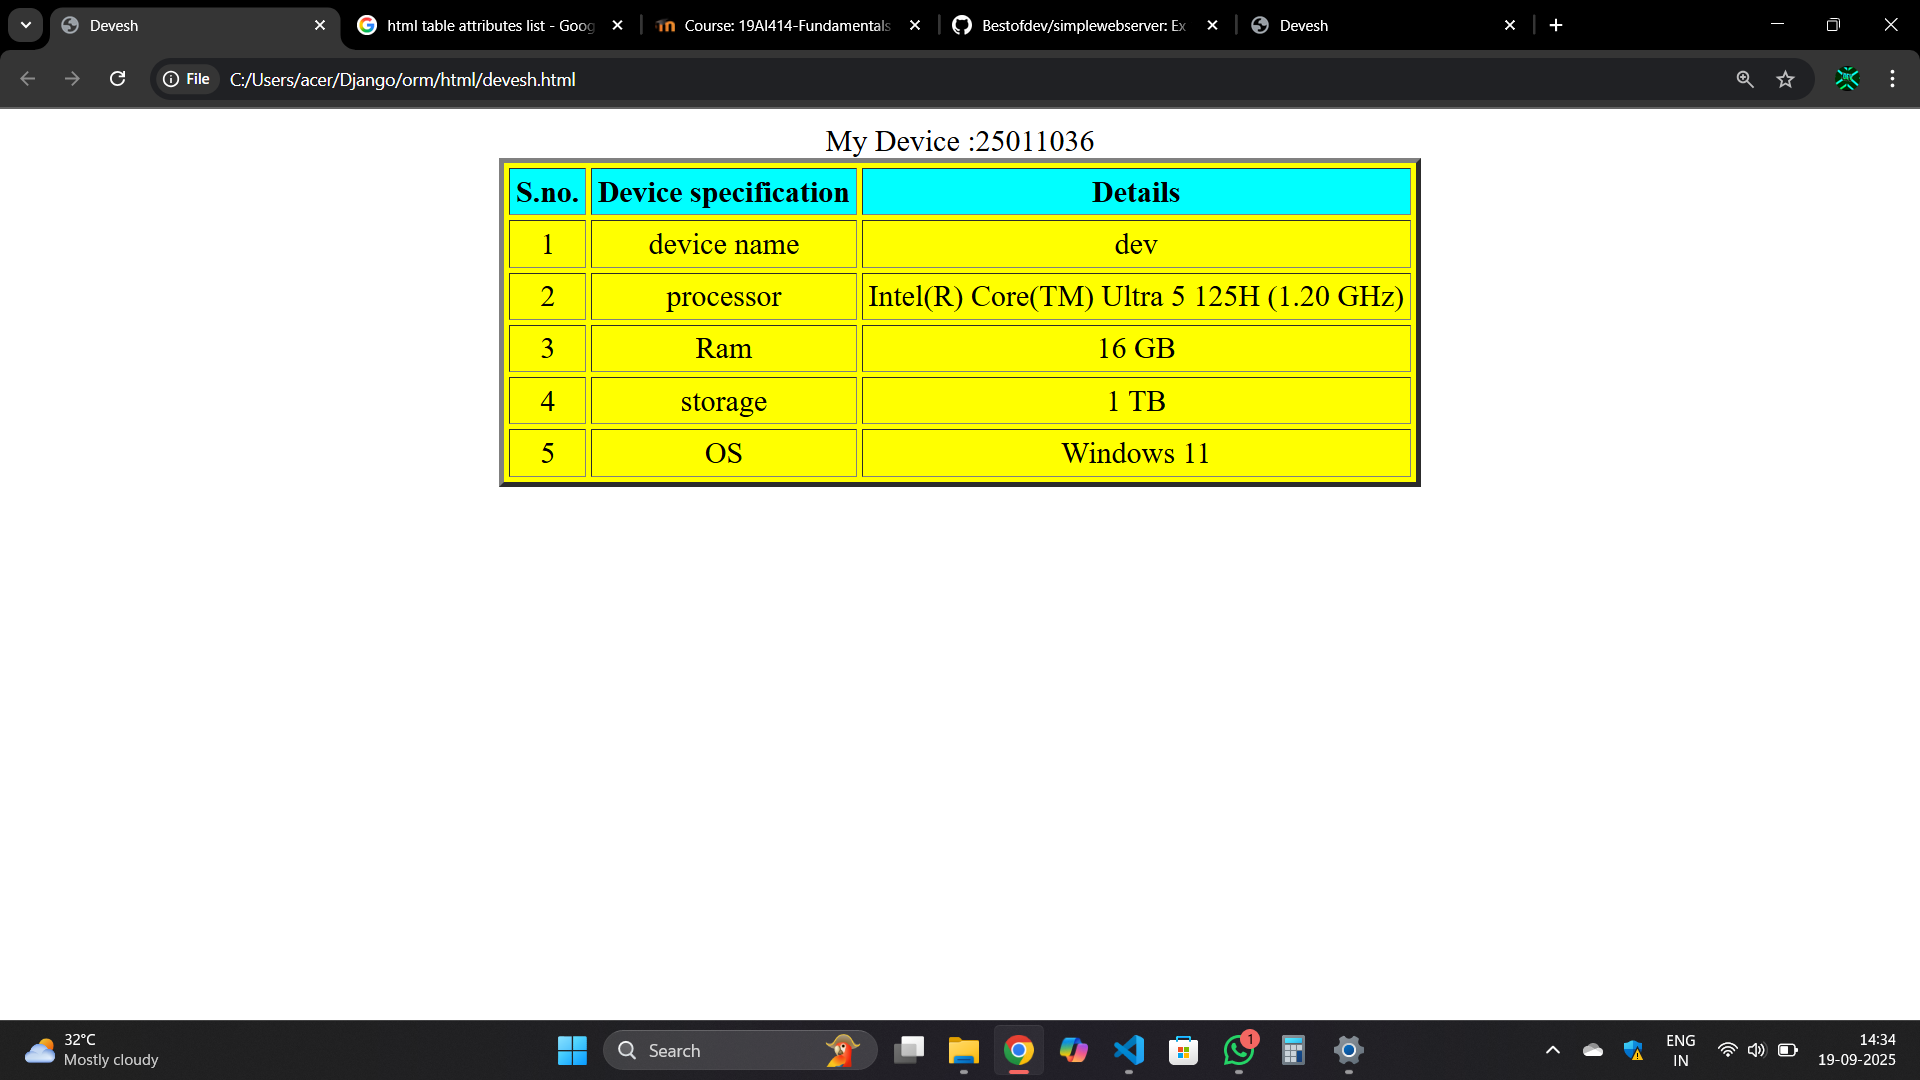 Devesh
html table attributes list - Goog
Course: 19AI414-Fundamentals
Bestofdev/simplewebserver: Ex
Devesh
File
C:/Users/acer/Django/orm/html/devesh.html
My Device :25011036
S.no. Device specification Details
1 device name dev
2 processor Intel(R) Core(TM) Ultra 5 125H (1.20 GHz)
3 Ram 16 GB
4 storage 1 TB
5 OS Windows 11
32°C
Mostly cloudy
Search
1
ENG
IN
14:34
19-09-2025